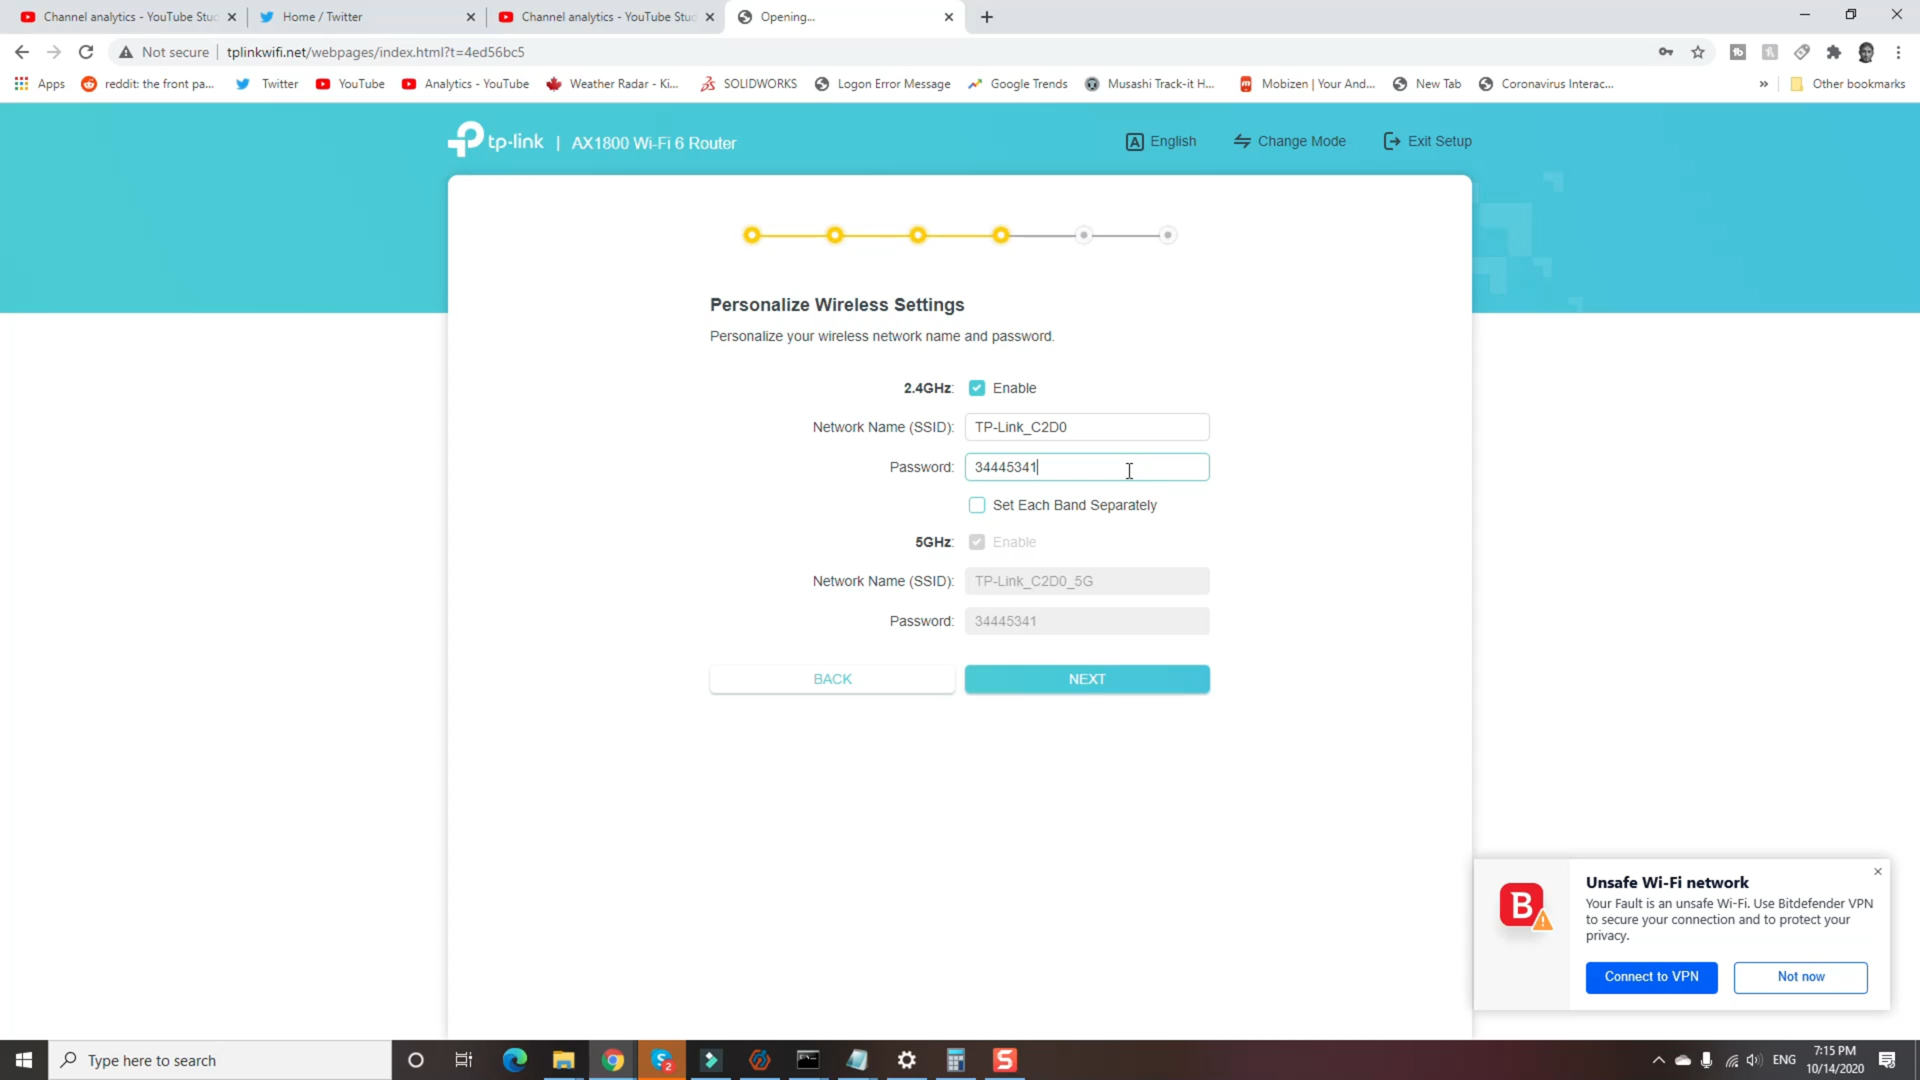 Channel analytics - YouTube Stu
Home / Twitter
Channel analytics - YouTube Stu
Opening...
Not secure
tplinkwifi.net/webpages/index.html?t=4ed56bc5
Apps
reddit: the front pa...
Twitter
YouTube
Analytics - YouTube
Weather Radar - Ki...
SOLIDWORKS
Logon Error Message
Google Trends
Musashi Track-it H...
Mobizen | Your And...
New Tab
Coronavirus Interac...
»
Other bookmarks
tp-link | AX1800 Wi-Fi 6 Router
A English
Change Mode
Exit Setup
Personalize Wireless Settings
Personalize your wireless network name and password.
2.4GHz: Enable
Network Name (SSID): TP-Link_C2D0
Password: 34445341
Set Each Band Separately
5GHz: Enable
Network Name (SSID): TP-Link_C2D0_5G
Password: 34445341
BACK
NEXT
B
Unsafe Wi-Fi network
Your Fault is an unsafe Wi-Fi. Use Bitdefender VPN
to secure your connection and to protect your
privacy.
Connect to VPN
Not now
Type here to search
2
S
ENG
7:15 PM
10/14/2020